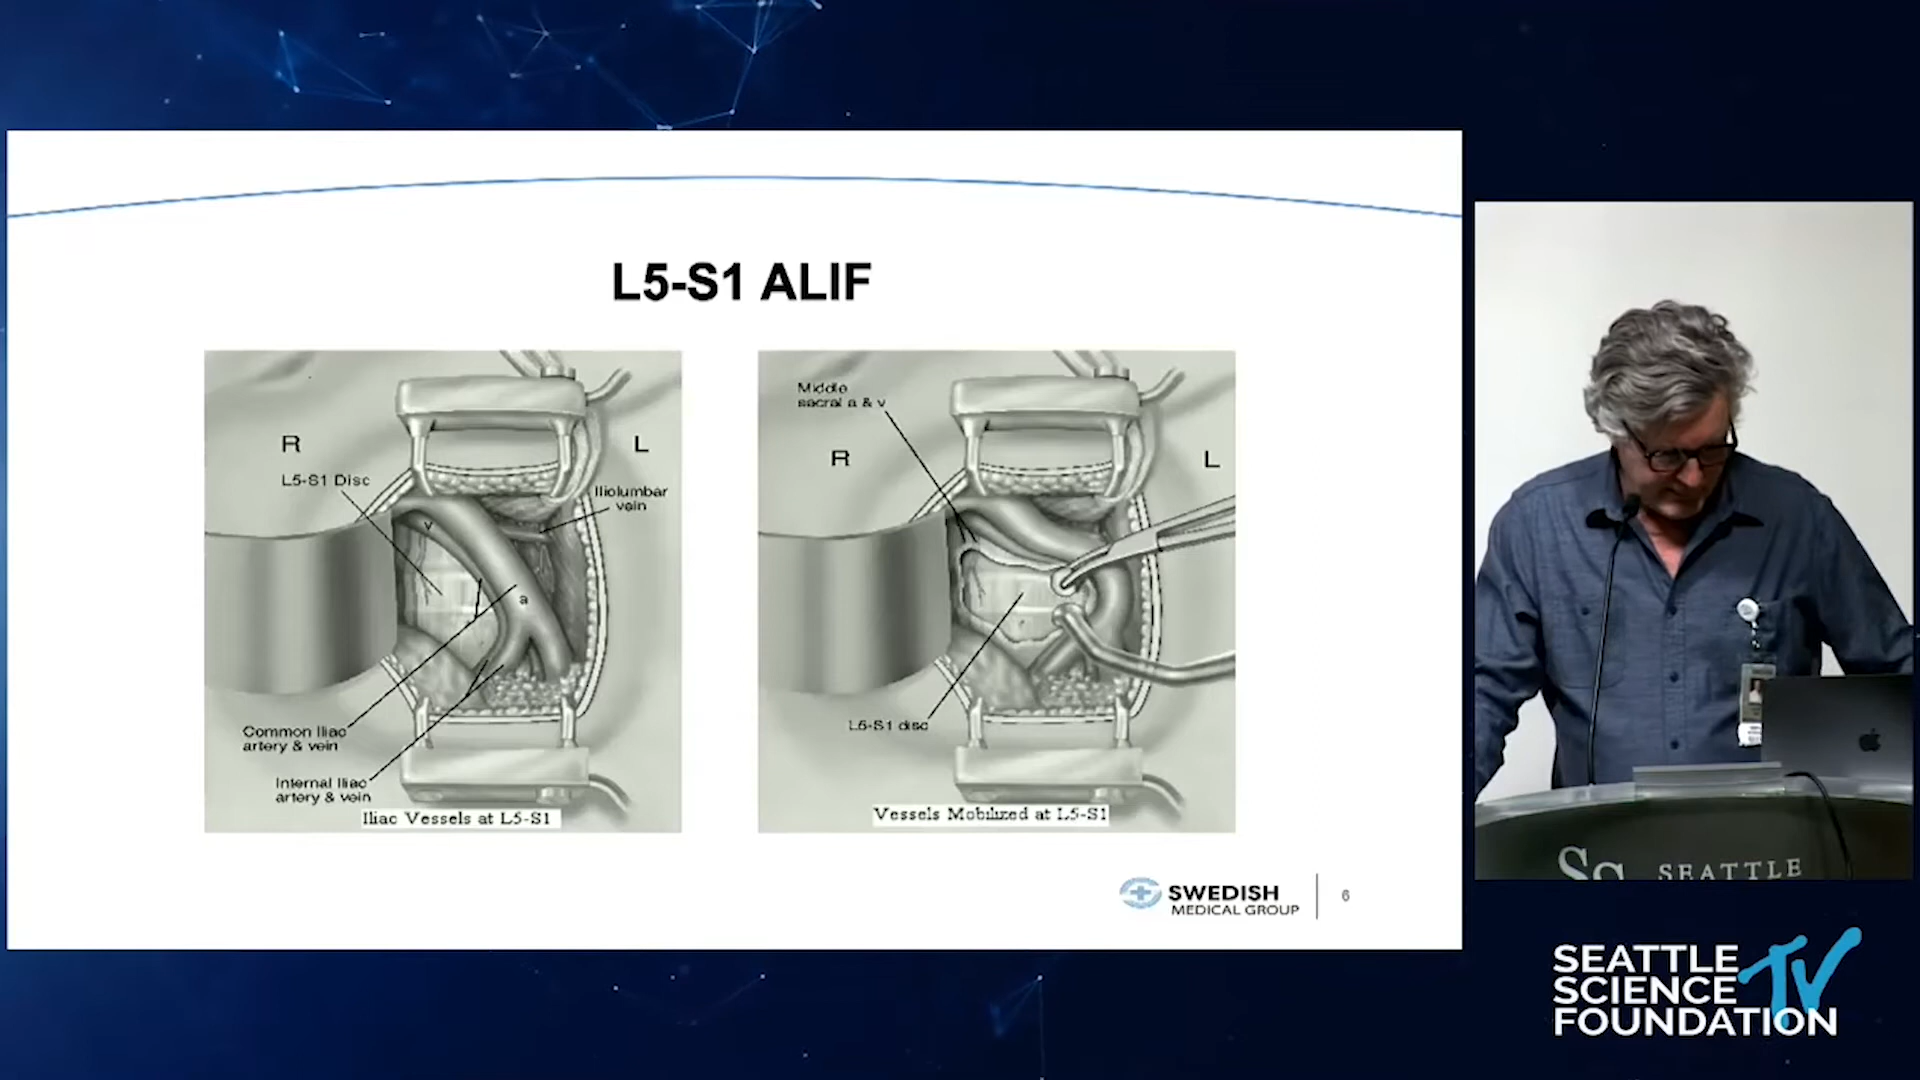 L5-S1 ALIF
R
L
L5-S1 Disc
Iliolumbar
vein
v
a
Common Iliac
artery & vein
Internal Iliac
artery & vein
Iliac Vessels at L5-S1
Middle
sacral a & v
R
L
L5-S1 disc
Vessels Mobilized at L5-S1
SWEDISH
MEDICAL GROUP
6
SEATTLE
SEATTLE
SCIENCE
FOUNDATION
TV